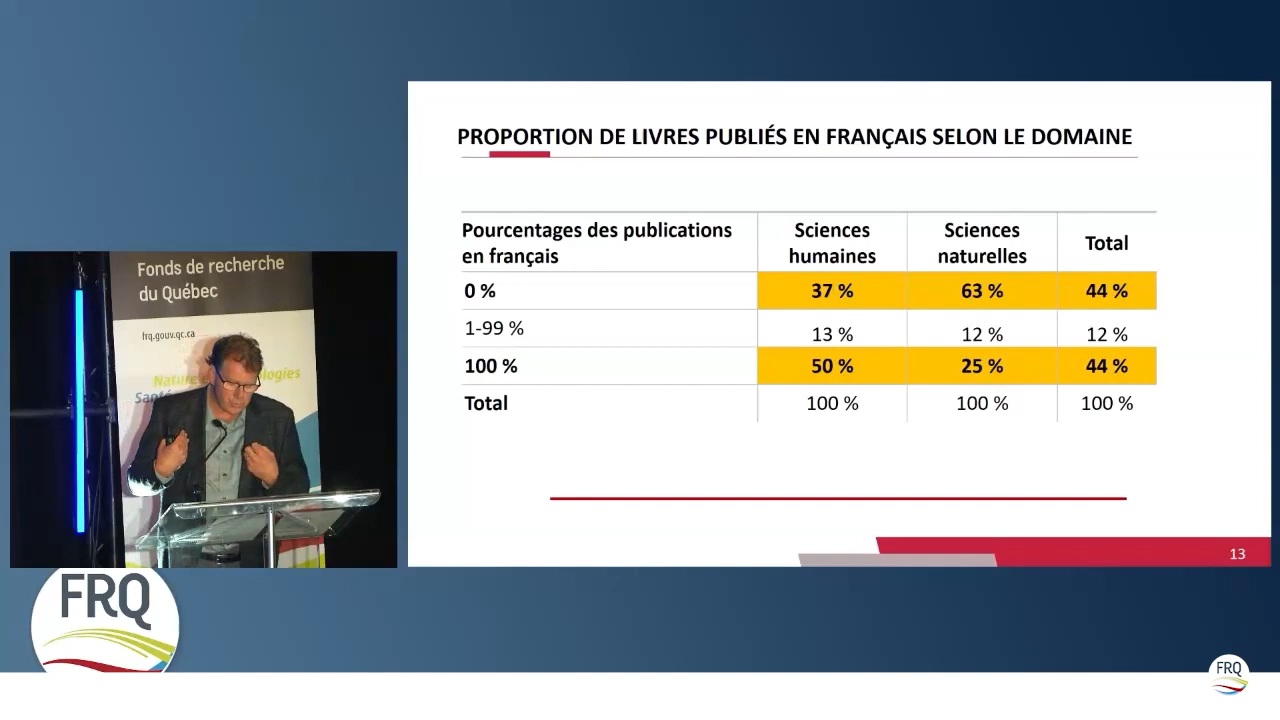 PROPORTION DE LIVRES PUBLIÉS EN FRANÇAIS SELON LE DOMAINE
Pourcentages des publications en français
Sciences humaines
Sciences naturelles
Total
0 % 37 % 63 % 44 %
1-99 % 13 % 12 % 12 %
100 % 50 % 25 % 44 %
Total 100 % 100 % 100 %
13
Fonds de recherche
du Québec
frq.gouv.qc.ca
FRQ
FRQ